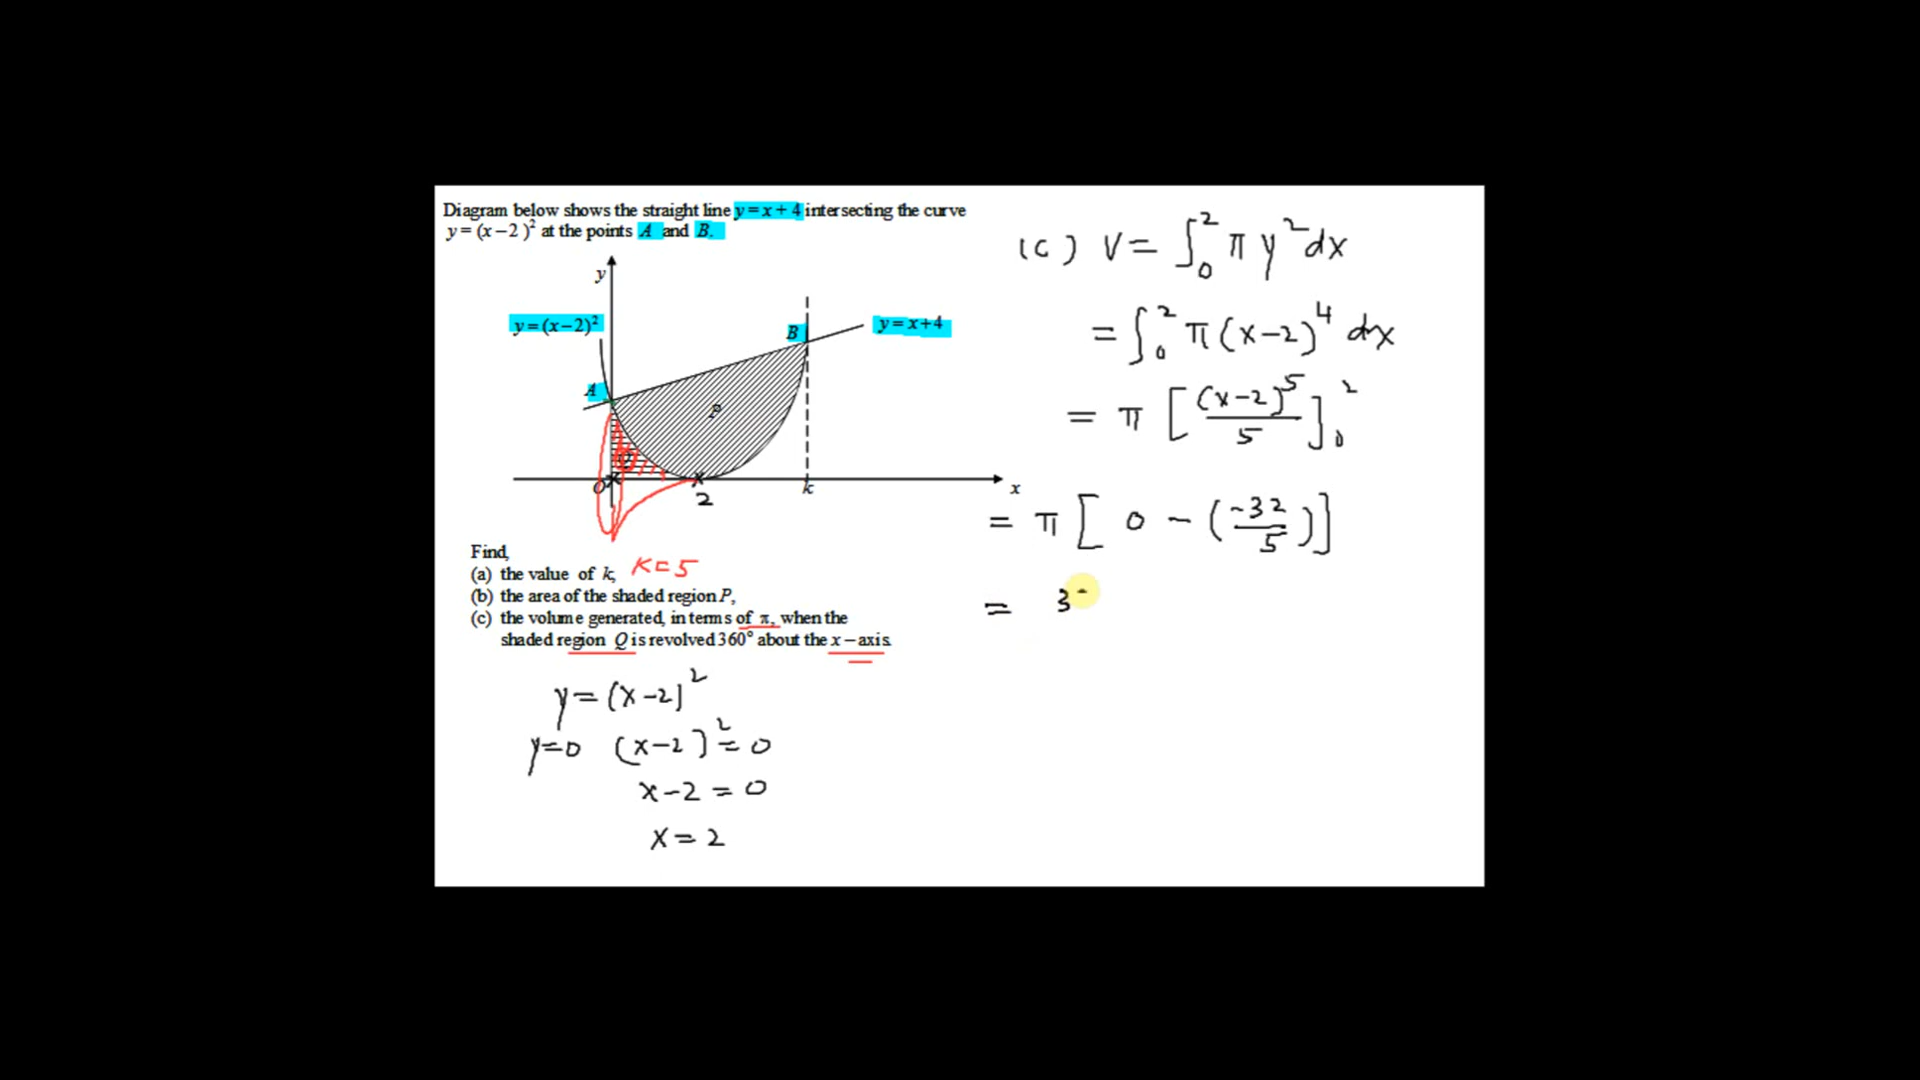 Diagram below shows the straight line y = x + 4 intersecting the curve
y = (x – 2)² at the points A and B.
y
y = (x – 2)²
B
y = x + 4
A
P
Q
O
2
k
x
Find,
(a) the value of k, K = 5
(b) the area of the shaded region P,
(c) the volume generated, in terms of π, when the
shaded region Q is revolved 360° about the x – axis.
y = (x – 2)²
y = 0 (x – 2)² = 0
x – 2 = 0
x = 2
(c) V = ∫₀² π y² dx
= ∫₀² π (x – 2)⁴ dx
= π [ (x – 2)⁵ / 5 ]₀²
= π [ 0 – ( –32 / 5 ) ]
= 3